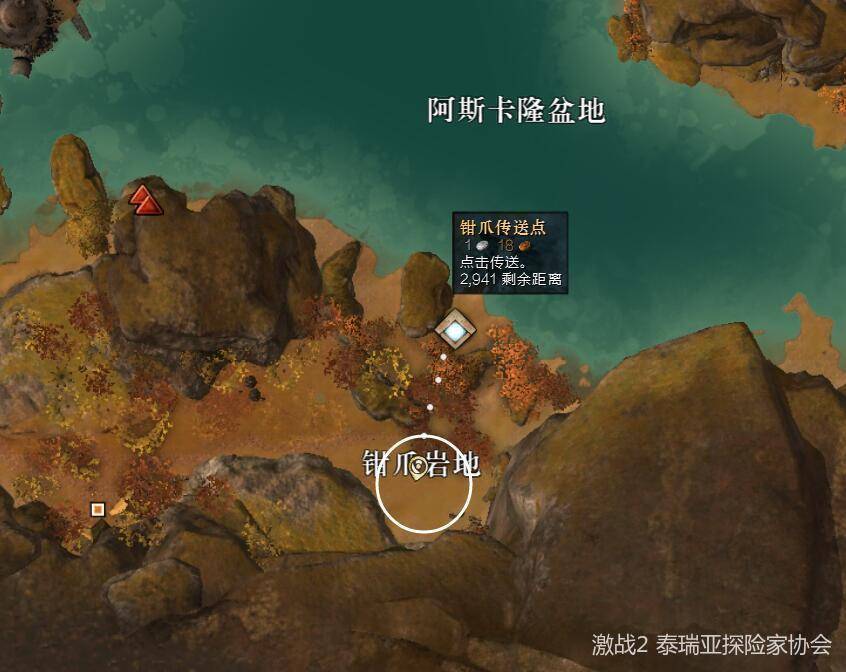 阿斯卡隆盆地
钳爪传送点
1 18
点击传送。
2,941 剩余距离
钳爪岩地
激战2 泰瑞亚探险家协会